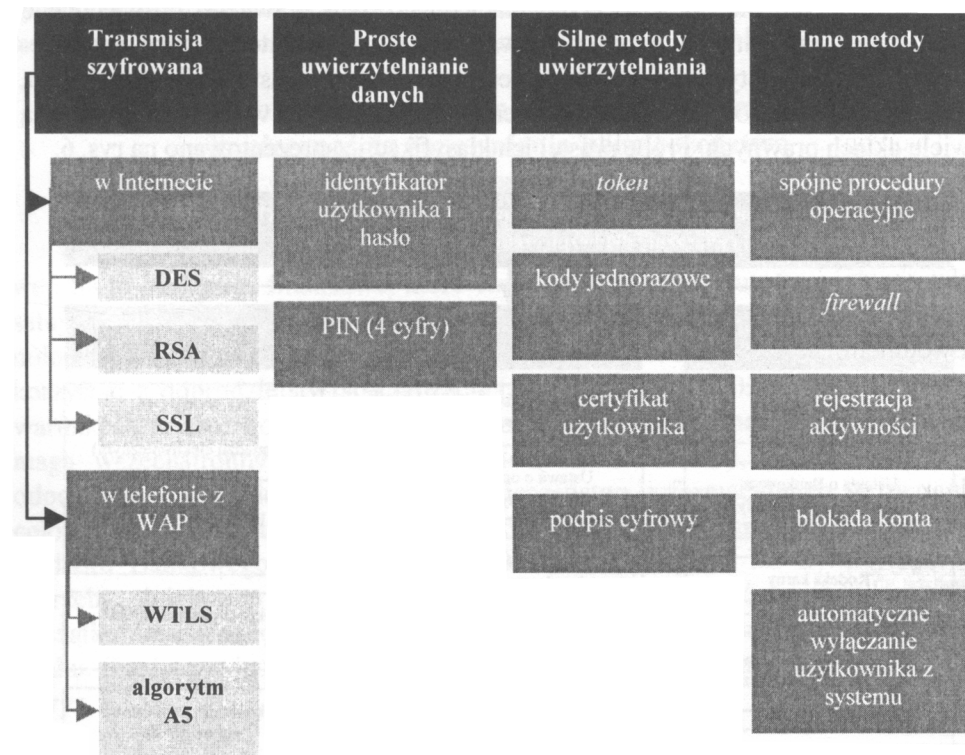 Transmisja
szyfrowana
Proste
uwierzytelnianie
danych
Silne metody
uwierzytelniania
Inne metody
w Internecie
DES
RSA
SSL
w telefonie z
WAP
WTLS
algorytm
A5
identyfikator
użytkownika i
hasło
PIN (4 cyfry)
token
kody jednorazowe
certyfikat
użytkownika
podpis cyfrowy
spójne procedury
operacyjne
firewall
rejestracja
aktywności
blokada konta
automatyczne
wyłączanie
użytkownika z
systemu